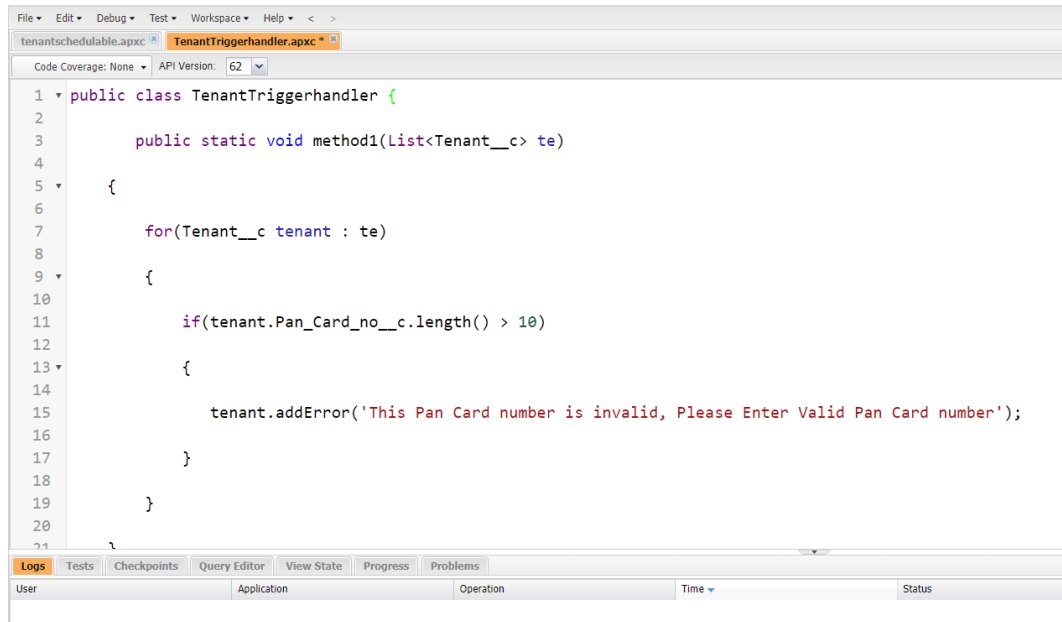 File Edit Debug Test Workspace Help < >
tenantschedulable.apxc TenantTriggerhandler.apxc *
Code Coverage: None API Version: 62
1 public class TenantTriggerhandler {
2
3 public static void method1(List<Tenant__c> te)
4
5 {
6
7 for(Tenant__c tenant : te)
8
9 {
10
11 if(tenant.Pan_Card_no__c.length() > 10)
12
13 {
14
15 tenant.addError('This Pan Card number is invalid, Please Enter Valid Pan Card number');
16
17 }
18
19 }
20
21 }
Logs Tests Checkpoints Query Editor View State Progress Problems
User Application Operation Time Status